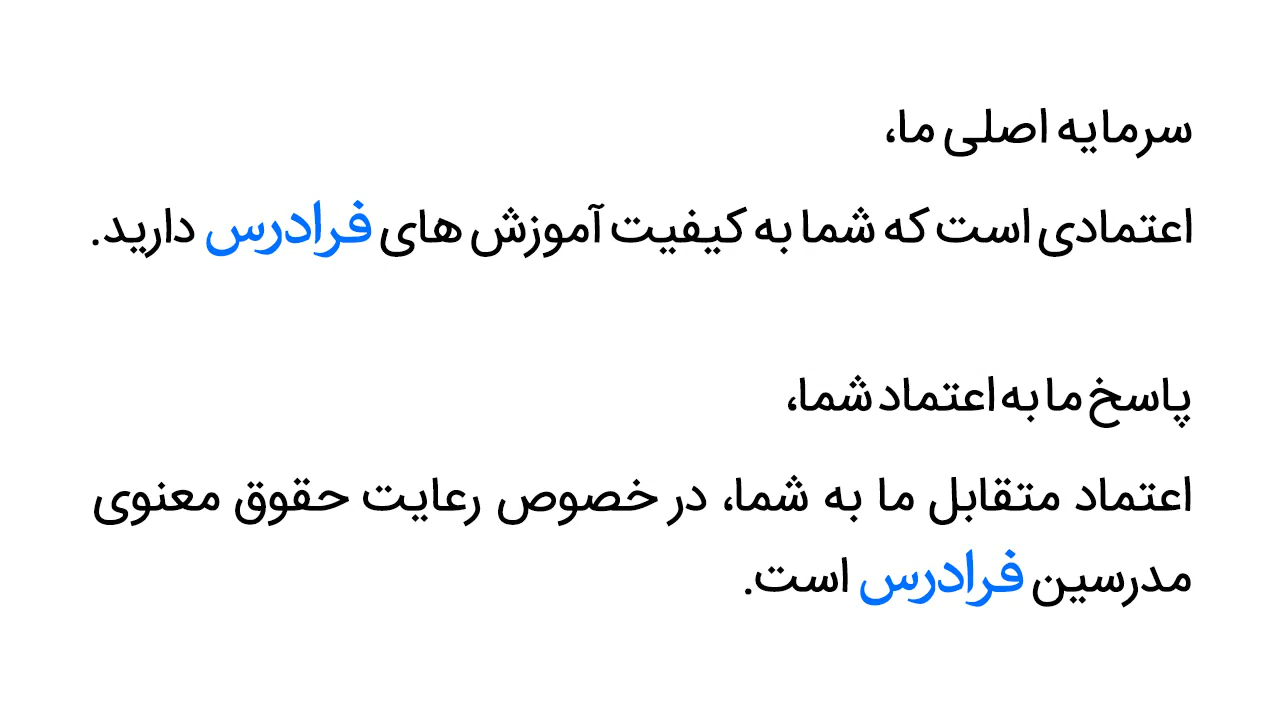 سرمایه اصلی ما،
اعتمادی است که شما به کیفیت آموزش های فرادرس دارید.
پاسخ ما به اعتماد شما،
اعتماد متقابل ما به شما، در خصوص رعایت حقوق معنوی
مدرسین فرادرس است.